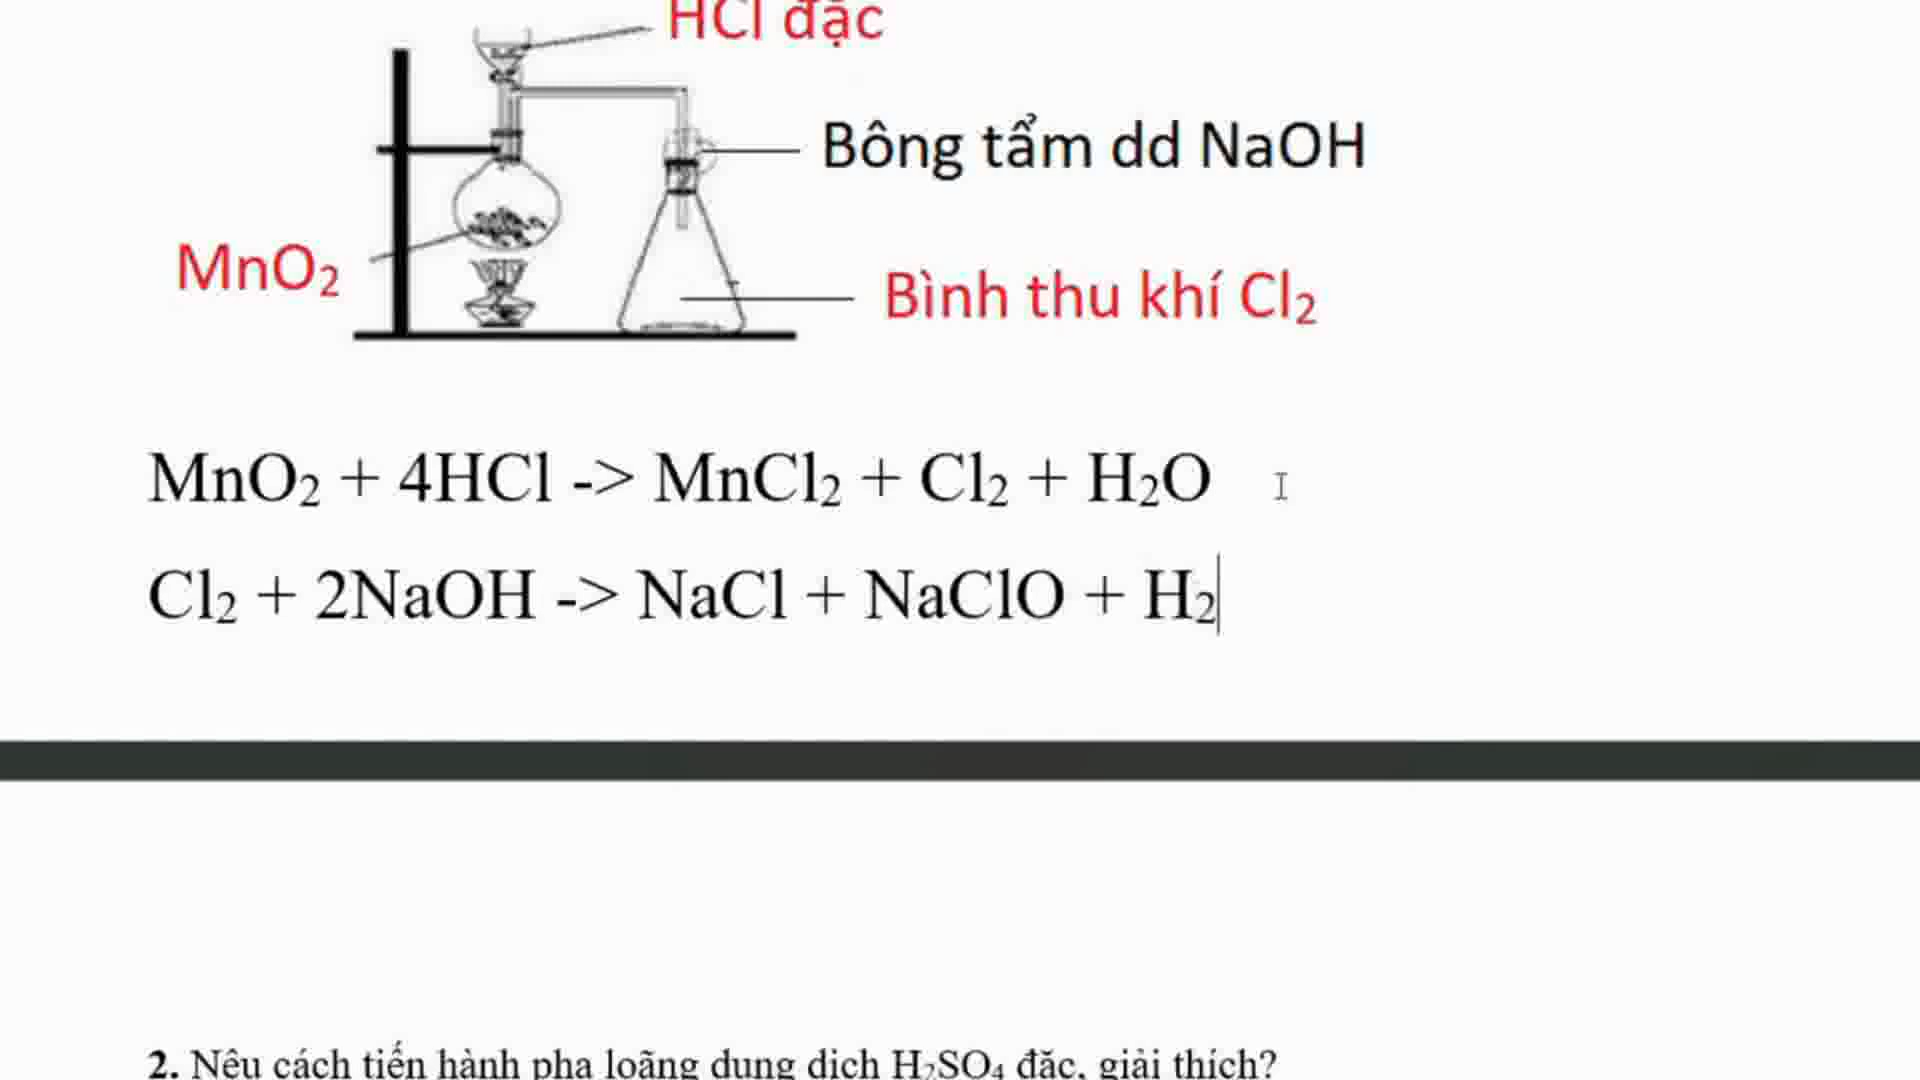 HCl đặc
Bông tẩm dd NaOH
MnO₂
Bình thu khí Cl₂
MnO₂ + 4HCl -> MnCl₂ + Cl₂ + H₂O
Cl₂ + 2NaOH -> NaCl + NaClO + H₂
2. Nêu cách tiến hành pha loãng dung dịch H₂SO₄ đặc, giải thích?